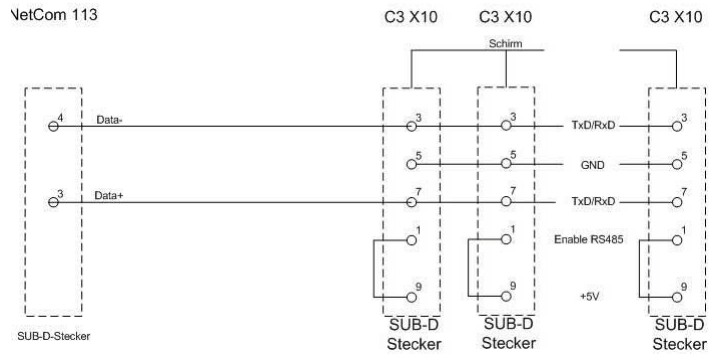 NetCom 113
C3 X10
C3 X10
C3 X10
Schirm
4
Data-
3
3
TxD/RxD
3
5
5
GND
5
3
Data+
7
7
TxD/RxD
7
1
1
Enable RS485
1
9
9
+5V
9
SUB-D-Stecker
SUB-D
Stecker
SUB-D
Stecker
SUB-D
Stecker